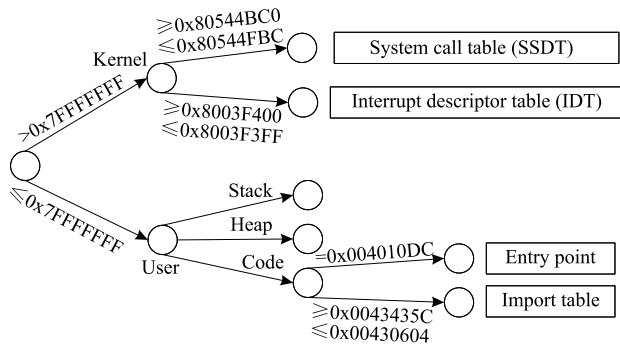 ≥0x80544BC0
≤0x80544FBC
System call table (SSDT)
Kernel
>0x7FFFFFFF
≥0x8003F400
≤0x8003F3FF
Interrupt descriptor table (IDT)
≤0x7FFFFFFF
Stack
Heap
User
Code
=0x004010DC
Entry point
≥0x0043435C
≤0x00430604
Import table